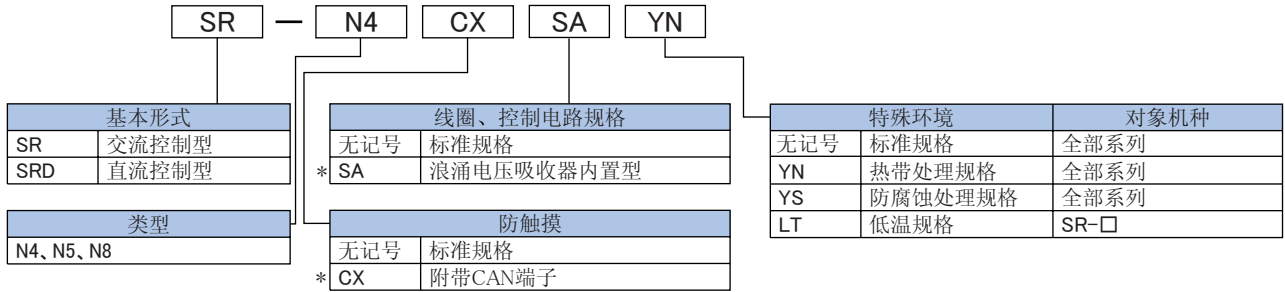 SR — N4 CX SA YN
基本形式
SR 交流控制型
SRD 直流控制型
类型
N4、N5、N8
线圈、控制电路规格
无记号 标准规格
* SA 浪涌电压吸收器内置型
防触摸
无记号 标准规格
* CX 附带CAN端子
特殊环境 对象机种
无记号 标准规格 全部系列
YN 热带处理规格 全部系列
YS 防腐蚀处理规格 全部系列
LT 低温规格 SR-□